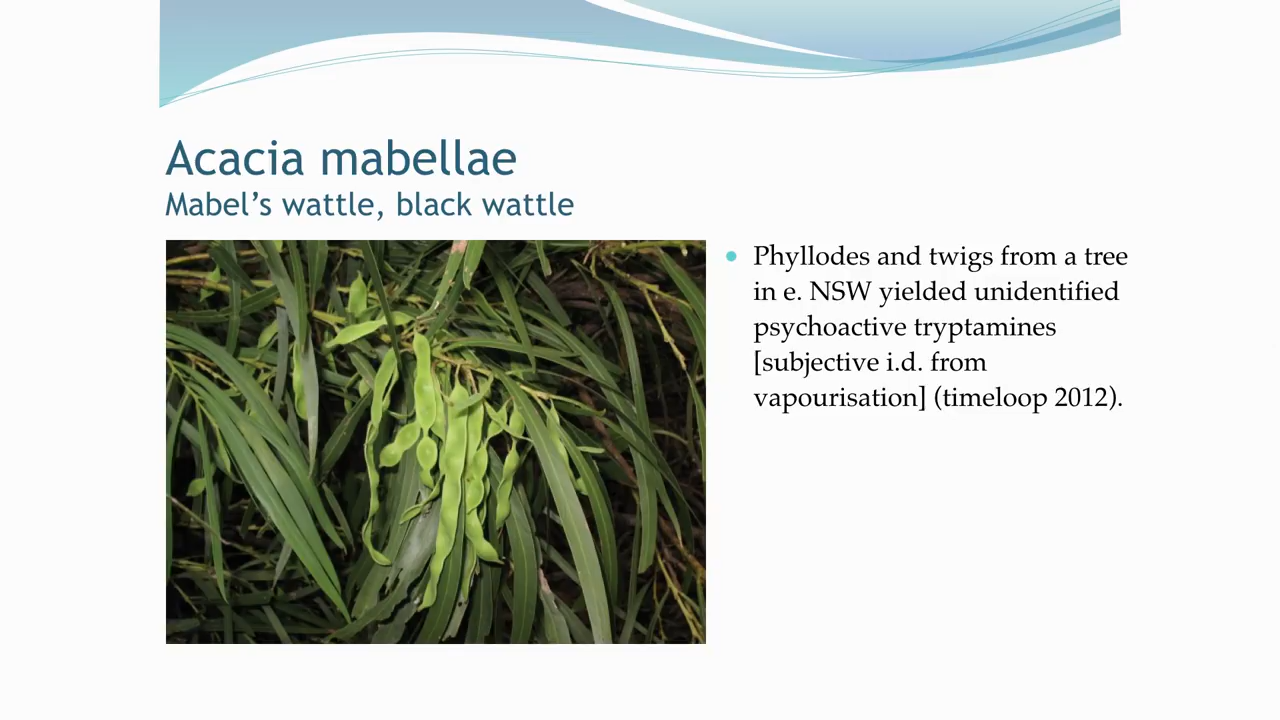 Acacia mabellae
Mabel’s wattle, black wattle
• Phyllodes and twigs from a tree
in e. NSW yielded unidentified
psychoactive tryptamines
[subjective i.d. from
vapourisation] (timeloop 2012).